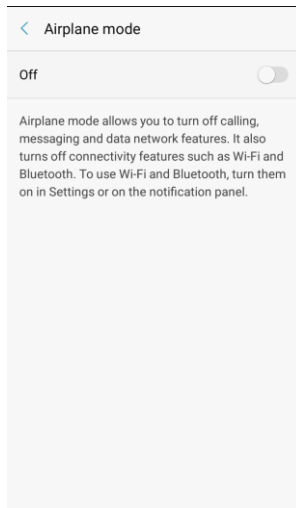 Airplane mode
Off
Airplane mode allows you to turn off calling,
messaging and data network features. It also
turns off connectivity features such as Wi-Fi and
Bluetooth. To use Wi-Fi and Bluetooth, turn them
on in Settings or on the notification panel.